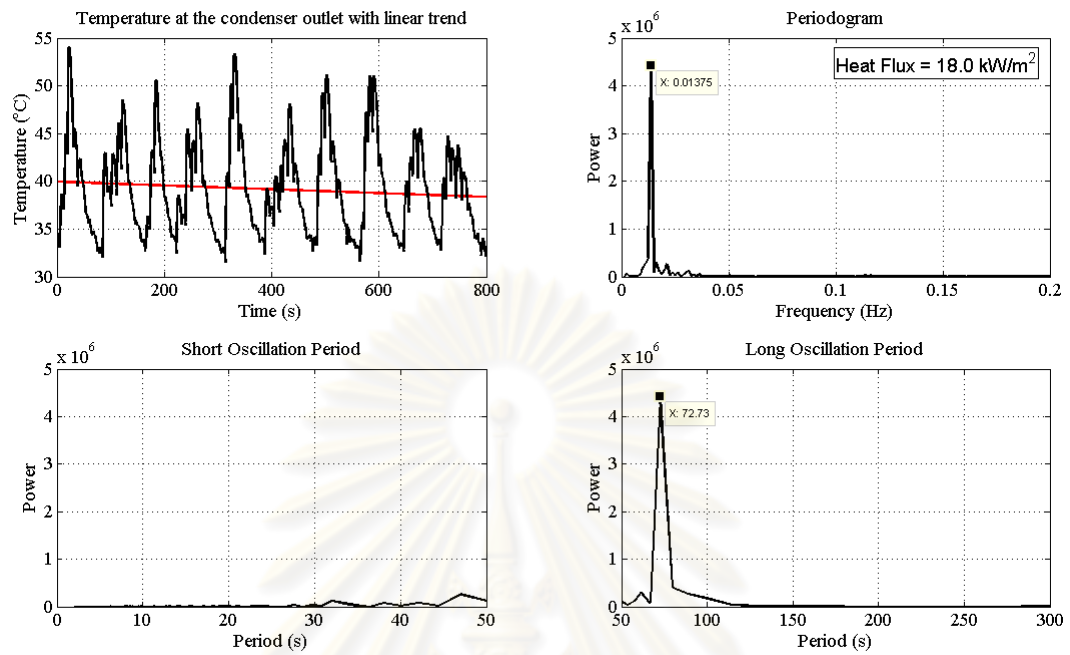 Temperature at the condenser outlet with linear trend
55
50
45
40
35
30
Temperature (°C)
0 200 400 600 800
Time (s)
Periodogram
x 10^6
5
4
3
2
1
0
Power
Heat Flux = 18.0 kW/m²
X: 0.01375
0 0.05 0.1 0.15 0.2
Frequency (Hz)
Short Oscillation Period
x 10^6
5
4
3
2
1
0
Power
0 10 20 30 40 50
Period (s)
Long Oscillation Period
x 10^6
5
4
3
2
1
0
Power
X: 72.73
50 100 150 200 250 300
Period (s)